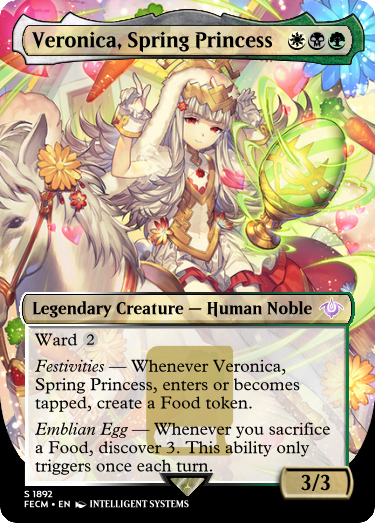 Veronica, Spring Princess
Legendary Creature — Human Noble
Ward 2
Festivities — Whenever Veronica,
Spring Princess, enters or becomes
tapped, create a Food token.
Emblian Egg — Whenever you sacrifice
a Food, discover 3. This ability only
triggers once each turn.
3/3
S 1892
FECM • EN INTELLIGENT SYSTEMS